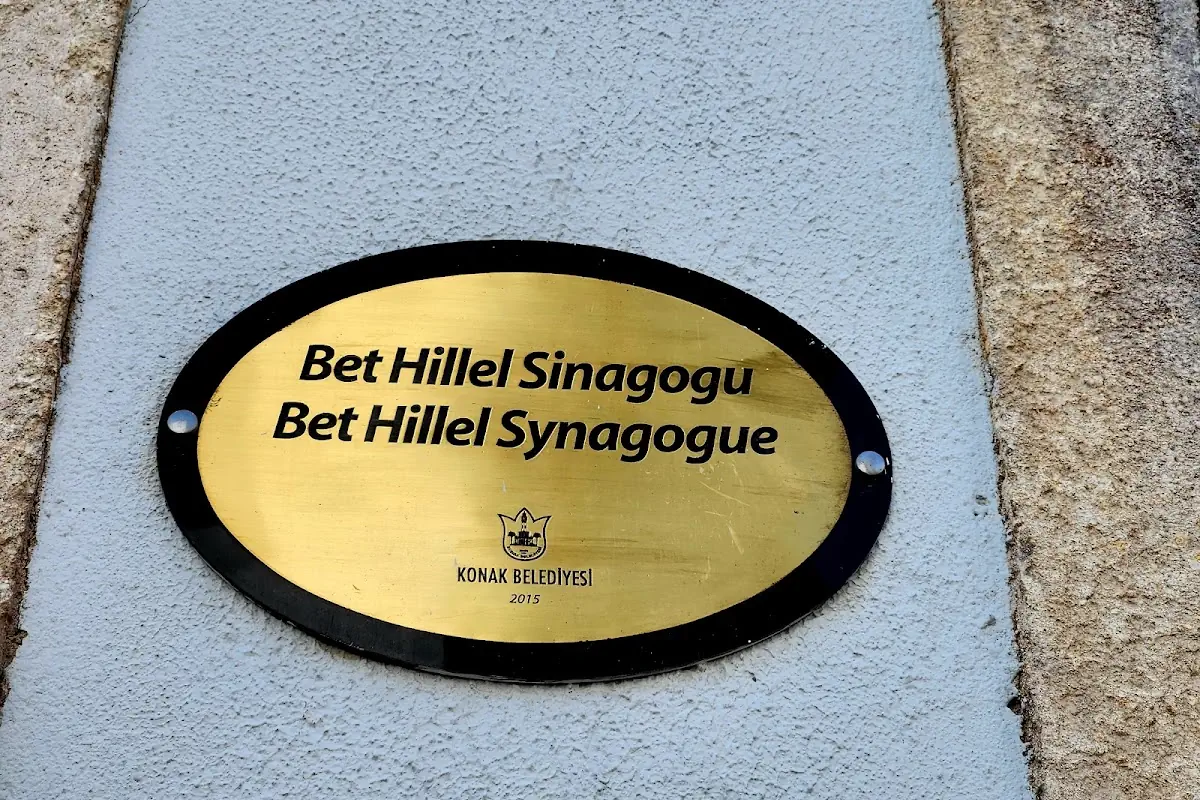 Bet Hillel Sinagogu
Bet Hillel Synagogue
KONAK BELEDİYESİ
2015